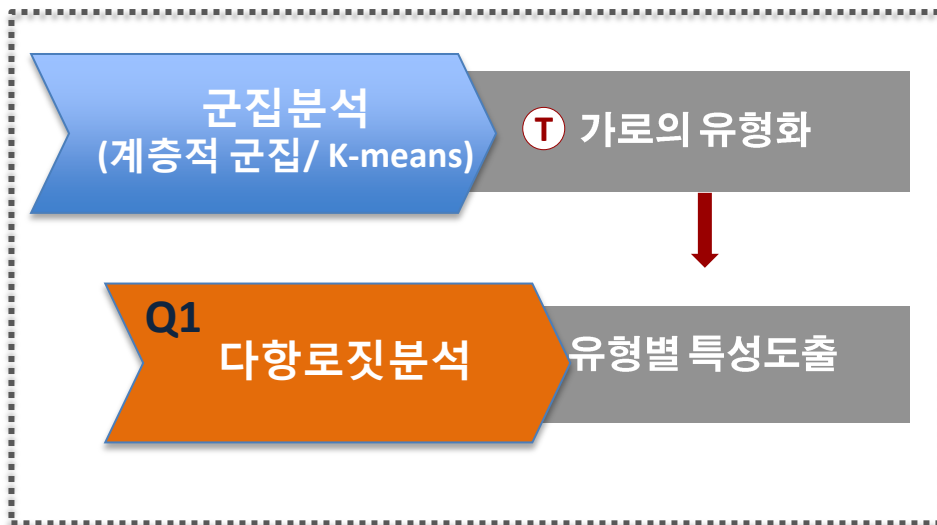 군집분석
(계층적 군집/ K-means)
T 가로의 유형화
Q1
다항로짓분석
유형별 특성도출